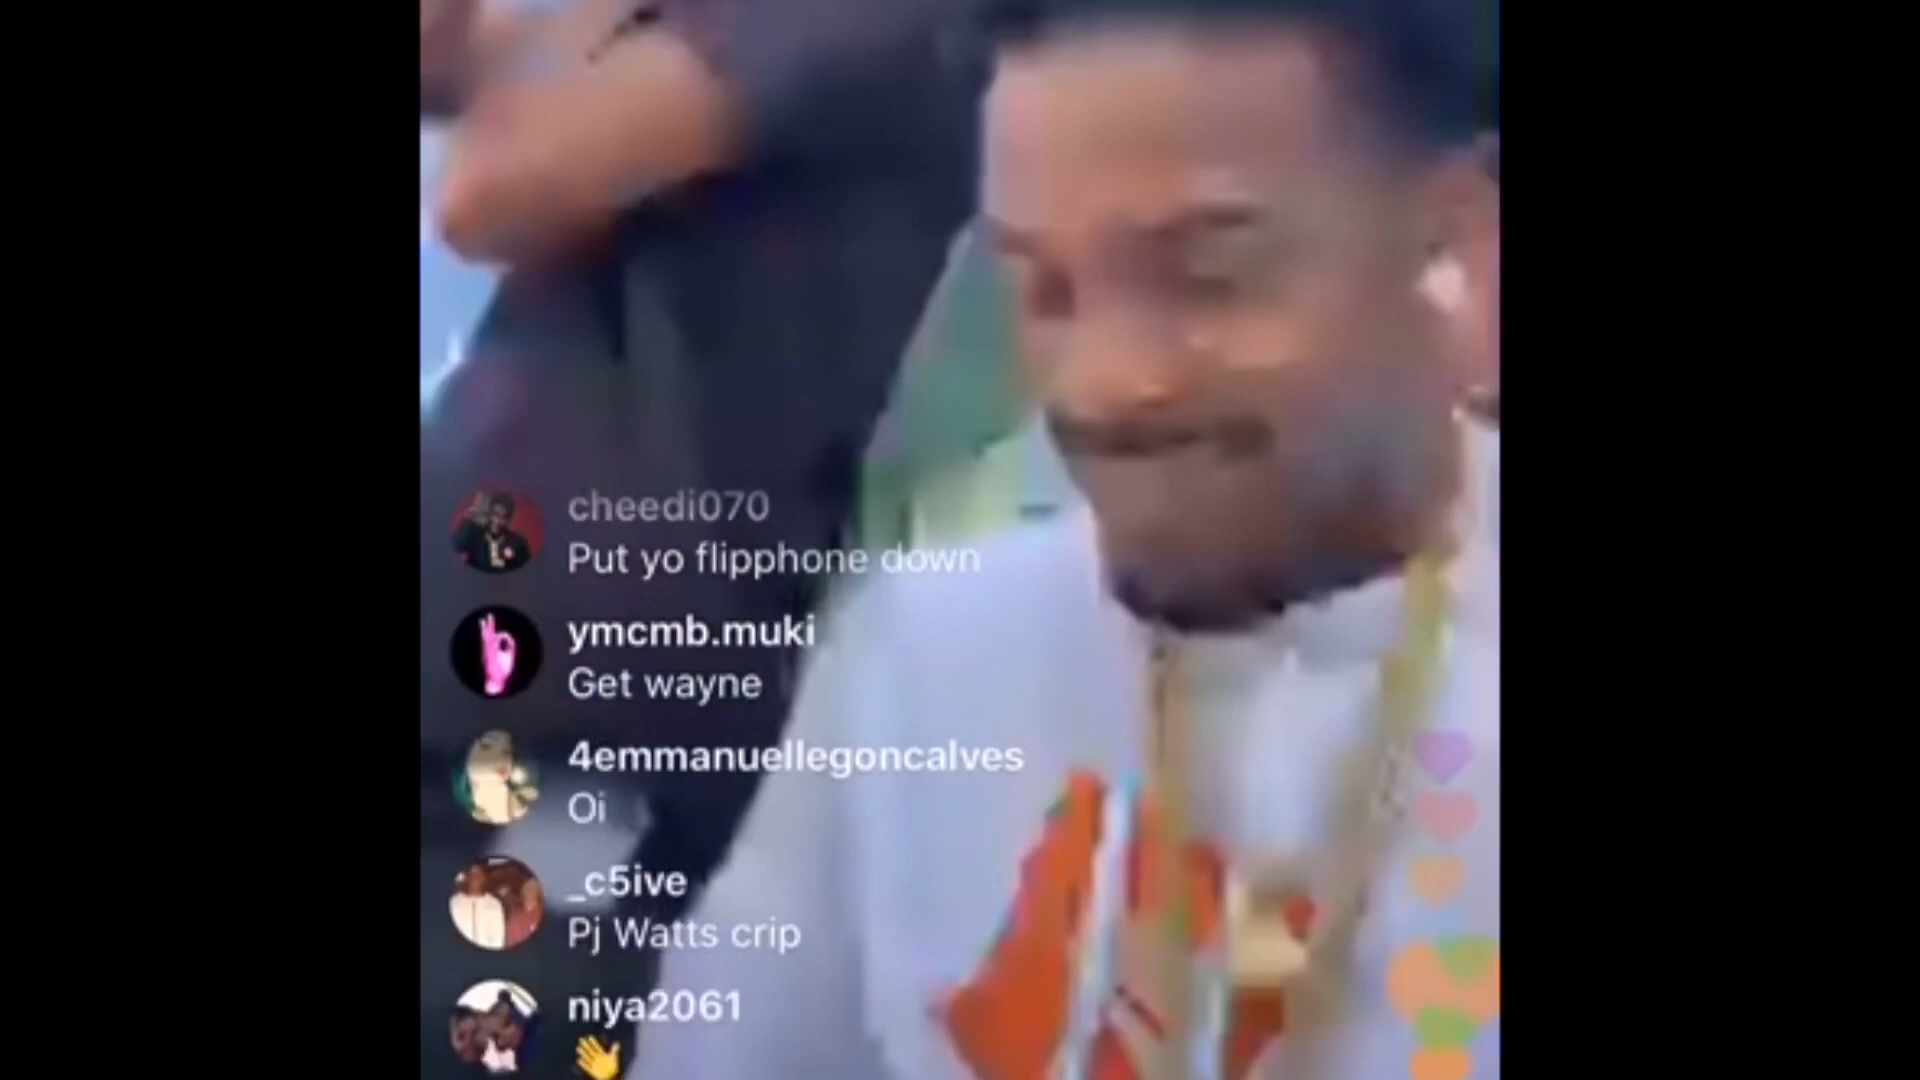 cheedi070
Put yo flipphone down
ymcmb.muki
Get wayne
4emmanuellegoncalves
Oi
_c5ive
Pj Watts crip
niya2061
👋